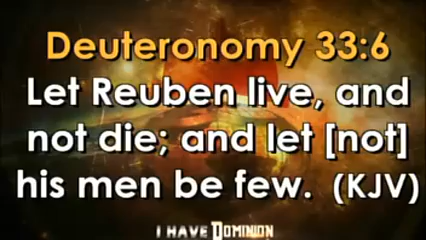 Deuteronomy 33:6
Let Reuben live, and
not die; and let [not]
his men be few. (KJV)
I HAVE DOMINION